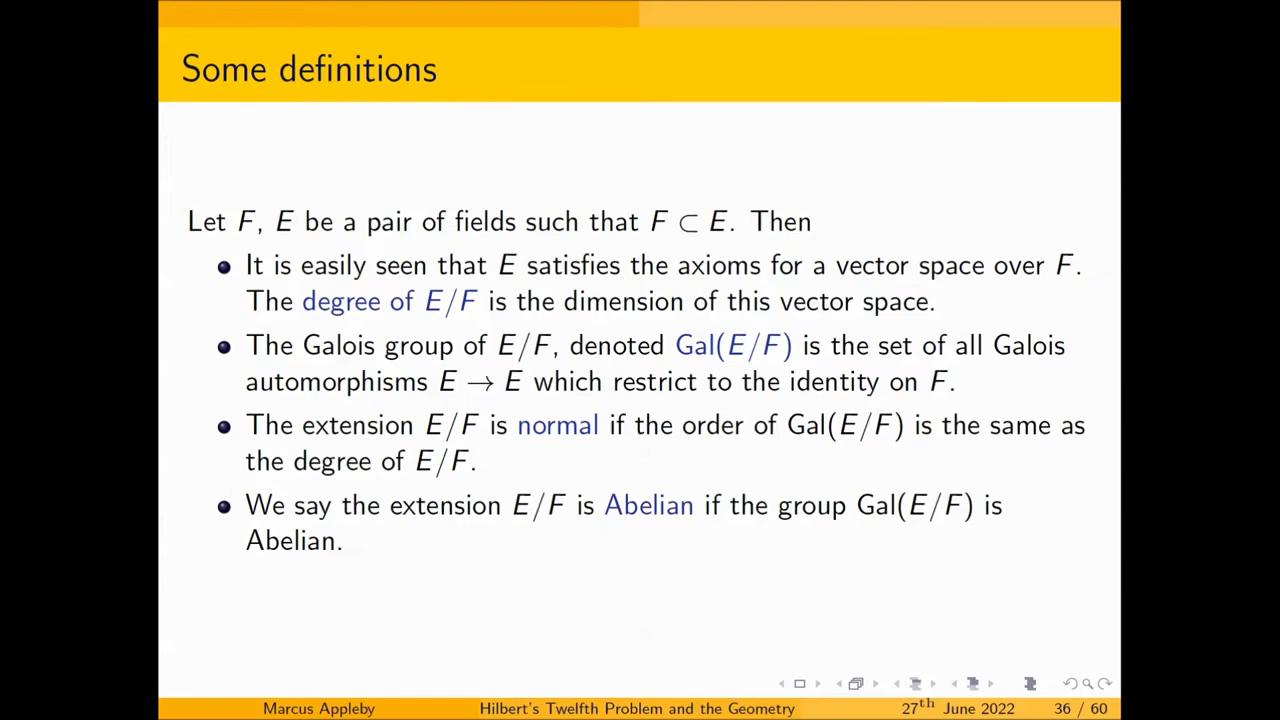 Some definitions
Let F, E be a pair of fields such that F ⊂ E. Then
It is easily seen that E satisfies the axioms for a vector space over F.
The degree of E/F is the dimension of this vector space.
The Galois group of E/F, denoted Gal(E/F) is the set of all Galois
automorphisms E → E which restrict to the identity on F.
The extension E/F is normal if the order of Gal(E/F) is the same as
the degree of E/F.
We say the extension E/F is Abelian if the group Gal(E/F) is
Abelian.
Marcus Appleby Hilbert's Twelfth Problem and the Geometry 27th June 2022 36 / 60